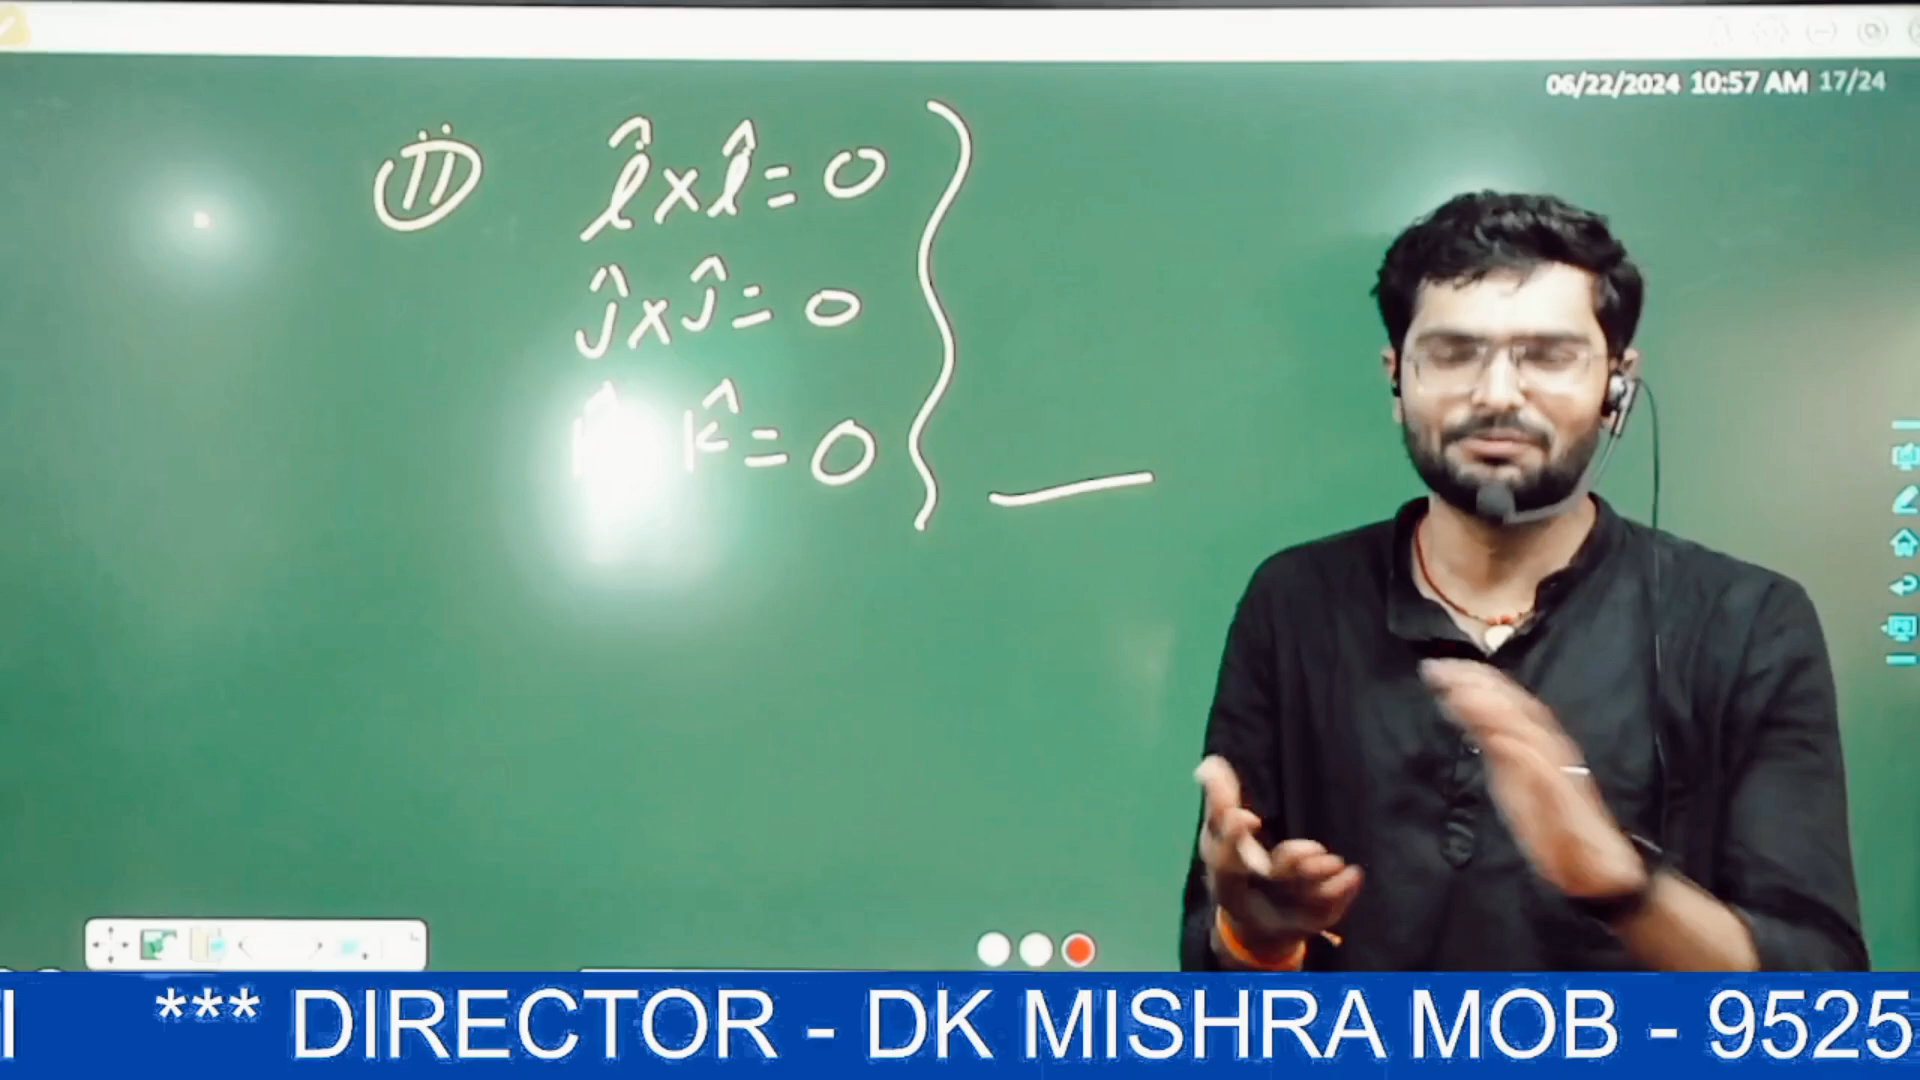 06/22/2024 10:57 AM 17/24
(ii) î×î=0
ĵ×ĵ=0
k̂ k̂=0
*** DIRECTOR - DK MISHRA MOB - 9525